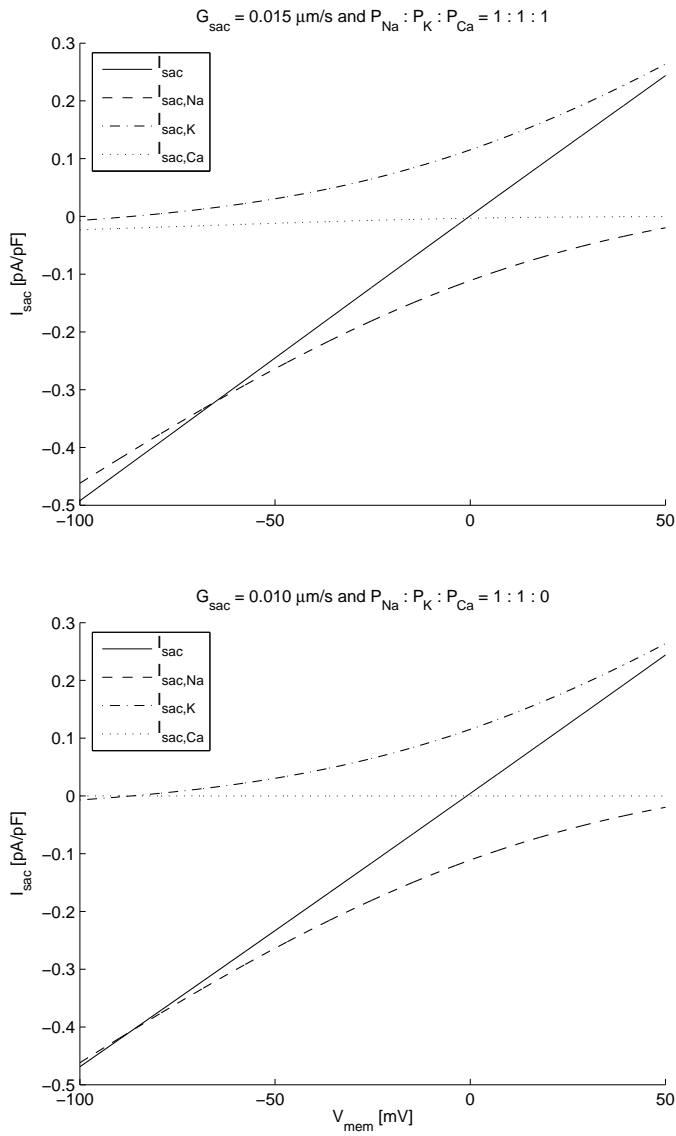 G_sac = 0.015 μm/s and P_Na : P_K : P_Ca = 1 : 1 : 1
0.3
0.2
0.1
0
−0.1
−0.2
−0.3
−0.4
−0.5
I_sac [pA/pF]
I_sac
I_sac,Na
I_sac,K
I_sac,Ca
−100
−50
0
50
G_sac = 0.010 μm/s and P_Na : P_K : P_Ca = 1 : 1 : 0
0.3
0.2
0.1
0
−0.1
−0.2
−0.3
−0.4
−0.5
I_sac [pA/pF]
I_sac
I_sac,Na
I_sac,K
I_sac,Ca
−100
−50
0
50
V_mem [mV]